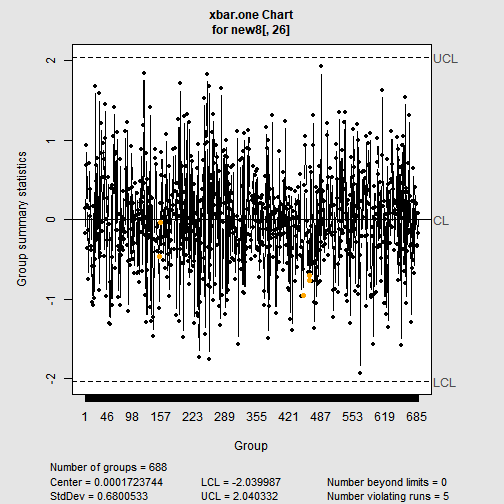 xbar.one Chart
for new8[, 26]
Group summary statistics
2
1
0
-1
-2
UCL
CL
LCL
1 46 98 157 223 289 355 421 487 553 619 685
Group
Number of groups = 688
Center = 0.0001723744 LCL = -2.039987 Number beyond limits = 0
StdDev = 0.6800533 UCL = 2.040332 Number violating runs = 5